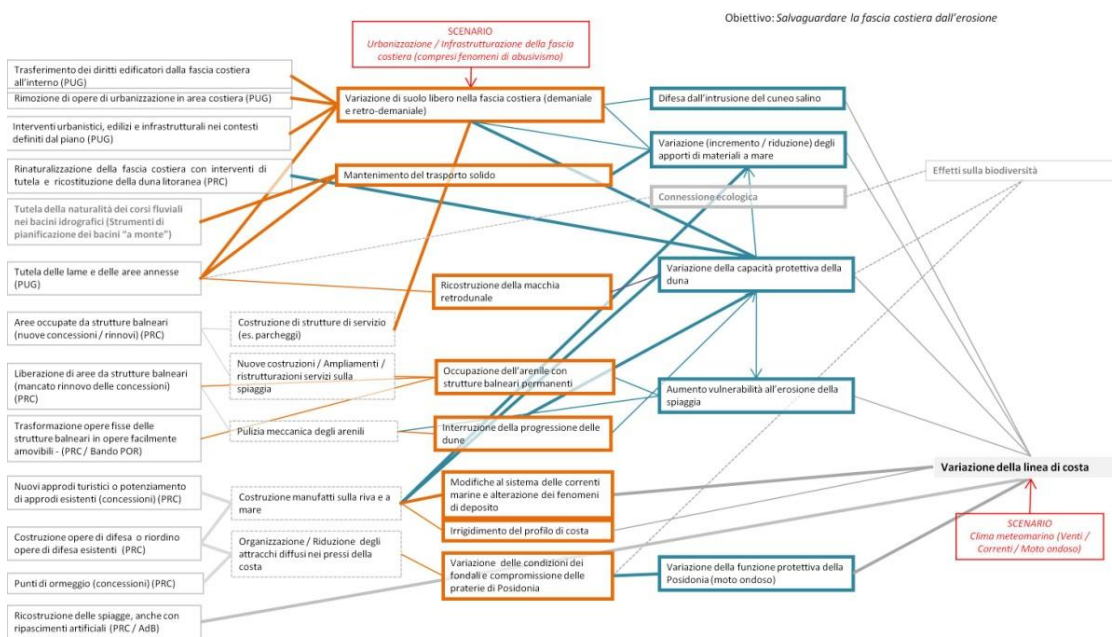 Obiettivo: Salvaguardare la fascia costiera dall'erosione
SCENARIO
Urbanizzazione / Infrastrutturazione della fascia
costiera (compresi fenomeni di abusivismo)
Trasferimento dei diritti edificatori dalla fascia costiera
all'interno (PUG)
Rimozione di opere di urbanizzazione in area costiera (PUG)
Interventi urbanistici, edilizi e infrastrutturali nei contesti
definiti dal piano (PUG)
Rinaturalizzazione della fascia costiera con interventi di
tutela e ricostituzione della duna litoranea (PRC)
Tutela della naturalità dei corsi fluviali
nei bacini idrografici (Strumenti di
pianificazione dei bacini "a monte")
Tutela delle lame e delle aree annesse
(PUG)
Aree occupate da strutture balneari
(nuove concessioni / rinnovi) (PRC)
Liberazione di aree da strutture balneari
(mancato rinnovo delle concessioni)
(PRC)
Trasformazione opere fisse delle
strutture balneari in opere facilmente
amovibili - (PRC / Bando POR)
Nuovi approdi turistici o potenziamento
di approdi esistenti (concessioni) (PRC)
Costruzione opere di difesa o riordino
opere di difesa esistenti (PRC)
Punti di ormeggio (concessioni) (PRC)
Ricostruzione delle spiagge, anche con
ripascimenti artificiali (PRC / AdB)
Costruzione di strutture di servizio
(es. parcheggi)
Nuove costruzioni / Ampliamenti /
ristrutturazioni servizi sulla
spiaggia
Pulizia meccanica degli arenili
Costruzione manufatti sulla riva e a
mare
Organizzazione / Riduzione degli
attracchi diffusi nei pressi della
costa
Variazione di suolo libero nella fascia costiera (demaniale
e retro-demaniale)
Mantenimento del trasporto solido
Ricostruzione della macchia
retrodunale
Occupazione dell'arenile con
strutture balneari permanenti
Interruzione della progressione delle
dune
Modifiche al sistema delle correnti
marine e alterazione dei fenomeni
di deposito
Irrigidimento del profilo di costa
Variazione delle condizioni dei
fondali e compromissione delle
praterie di Posidonia
Difesa dall'intrusione del cuneo salino
Variazione (incremento / riduzione) degli
apporti di materiali a mare
Connessione ecologica
Variazione della capacità protettiva della
duna
Aumento vulnerabilità all'erosione della
spiaggia
Variazione della funzione protettiva della
Posidonia (moto ondoso)
Effetti sulla biodiversità
Variazione della linea di costa
SCENARIO
Clima meteomarino (Venti /
Correnti / Moto ondoso)